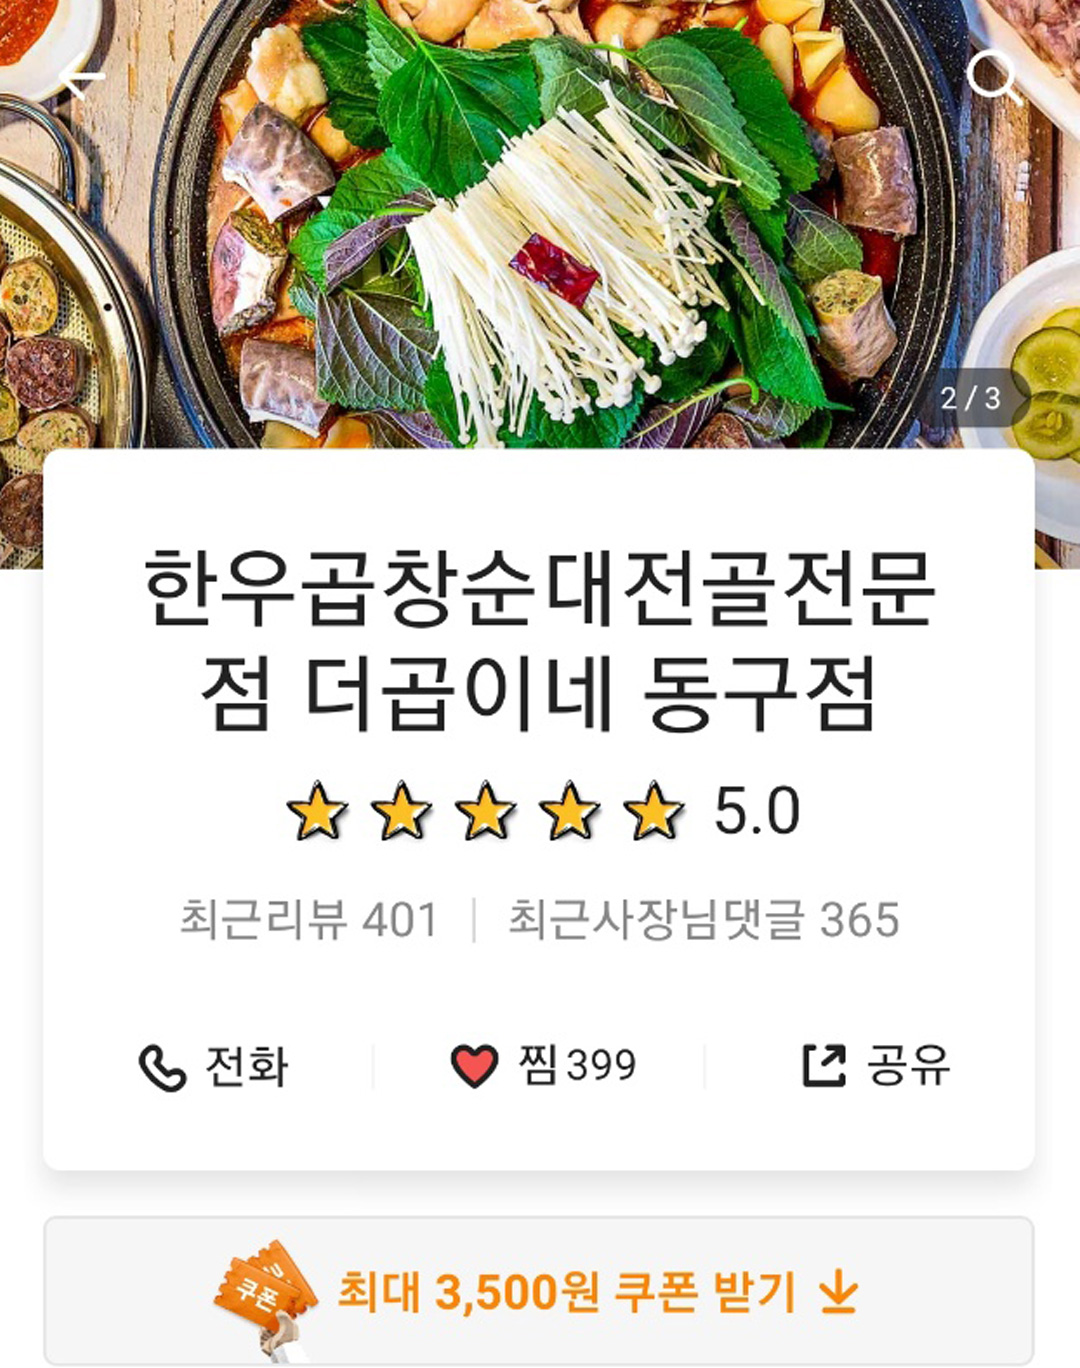 2 / 3
한우곱창순대전골전문
점 더곱이네 동구점
5.0
최근리뷰 401 | 최근사장님댓글 365
전화 찜 399 공유
쿠폰 최대 3,500원 쿠폰 받기